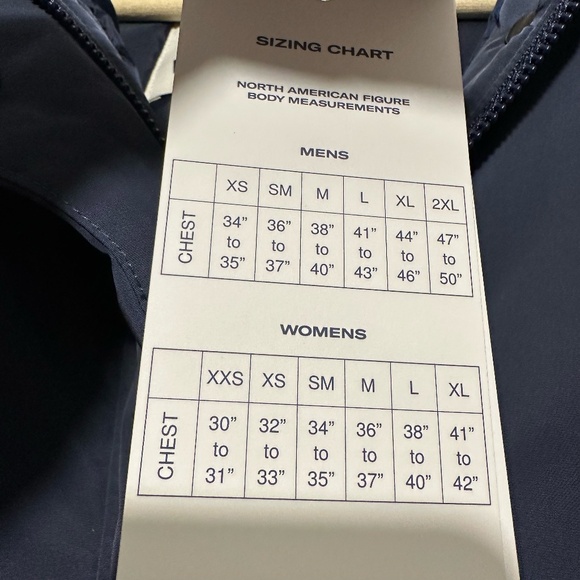 SIZING CHART
NORTH AMERICAN FIGURE
BODY MEASUREMENTS
MENS
XS SM M L XL 2XL
CHEST 34” 36” 38” 41” 44” 47”
to to to to to to
35” 37” 40” 43” 46” 50”
WOMENS
XXS XS SM M L XL
CHEST 30” 32” 34” 36” 38” 41”
to to to to to to
31” 33” 35” 37” 40” 42”